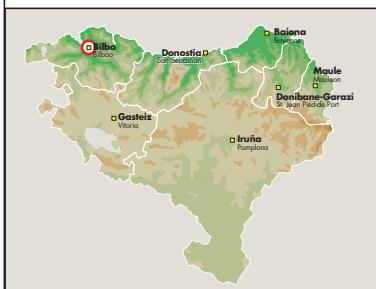 Baiona
Bayonne
Bilbo
Bilbao
Donostia
San Sebastian
Maule
Mauleon
Donibane-Garazi
St. Jean Pied-de Port
Gasteiz
Vitoria
Iruña
Pamplona